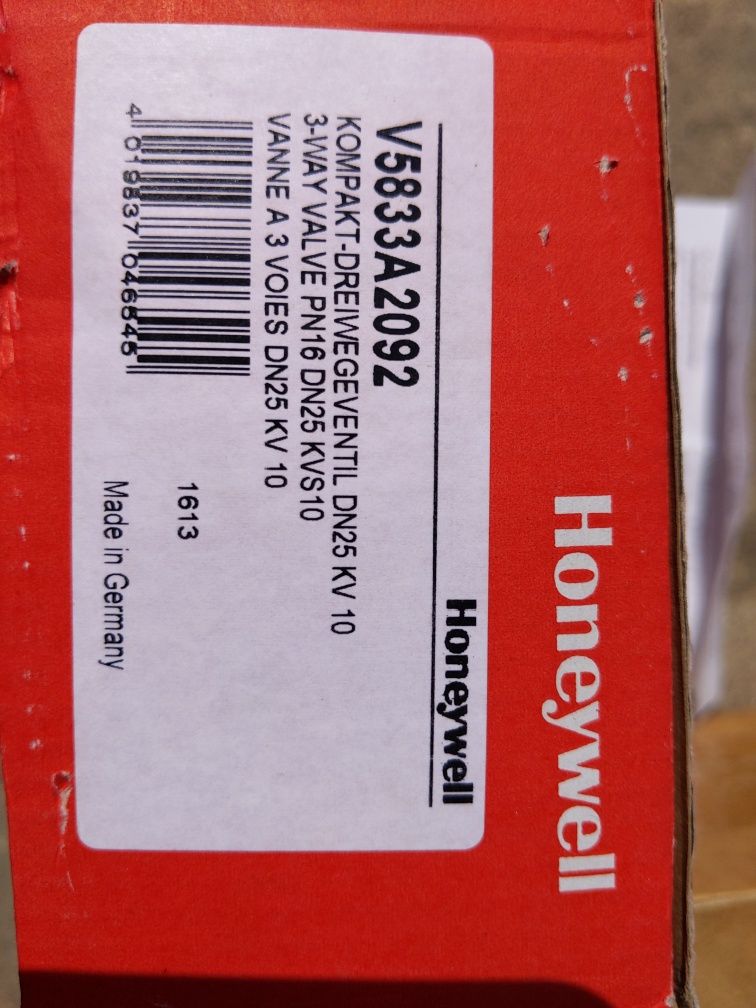 Honeywell
Honeywell
V5833A2092
KOMPAKT-DREIWEGEVENTIL DN25 KV 10
3-WAY VALVE PN16 DN25 KVS10
VANNE A 3 VOIES DN25 KV 10
4 019837 046845
1613
Made in Germany